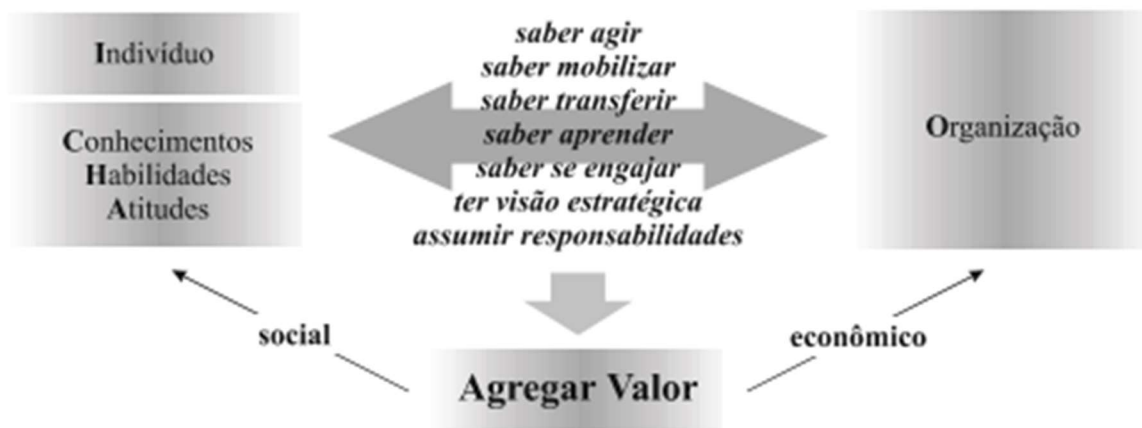 Indivíduo
Conhecimentos
Habilidades
Atitudes
saber agir
saber mobilizar
saber transferir
saber aprender
saber se engajar
ter visão estratégica
assumir responsabilidades
Organização
social
econômico
Agregar Valor